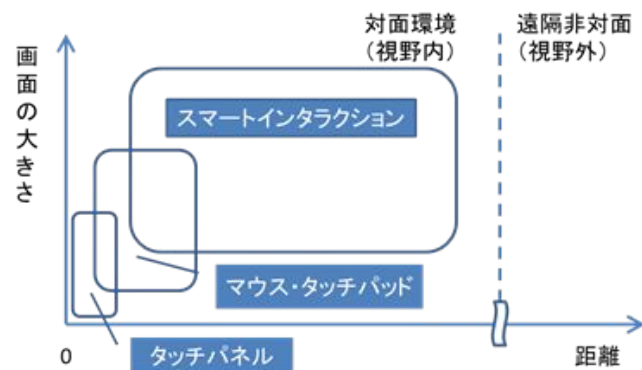 対面環境
(視野内)
遠隔非対面
(視野外)
画面の大きさ
スマートインタラクション
マウス・タッチパッド
タッチパネル
0
距離